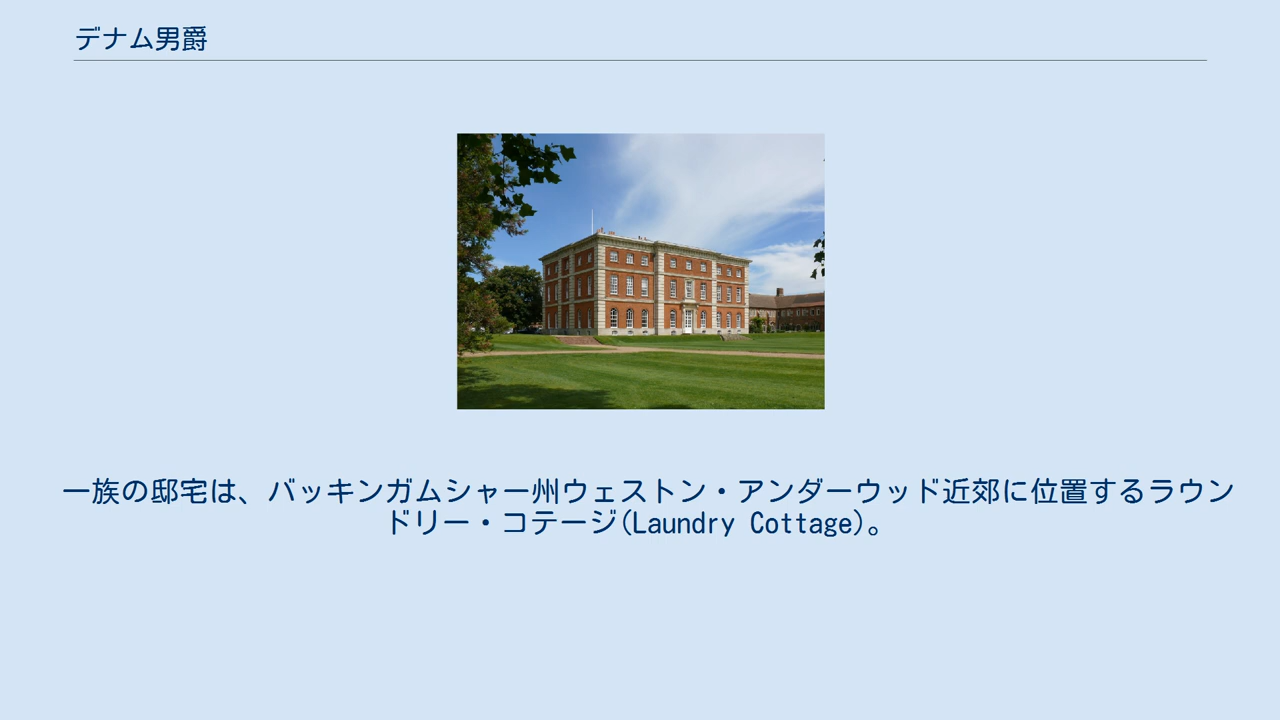 デナム男爵
一族の邸宅は、バッキンガムシャー州ウェストン・アンダーウッド近郊に位置するラウン
ドリー・コテージ(Laundry Cottage)。